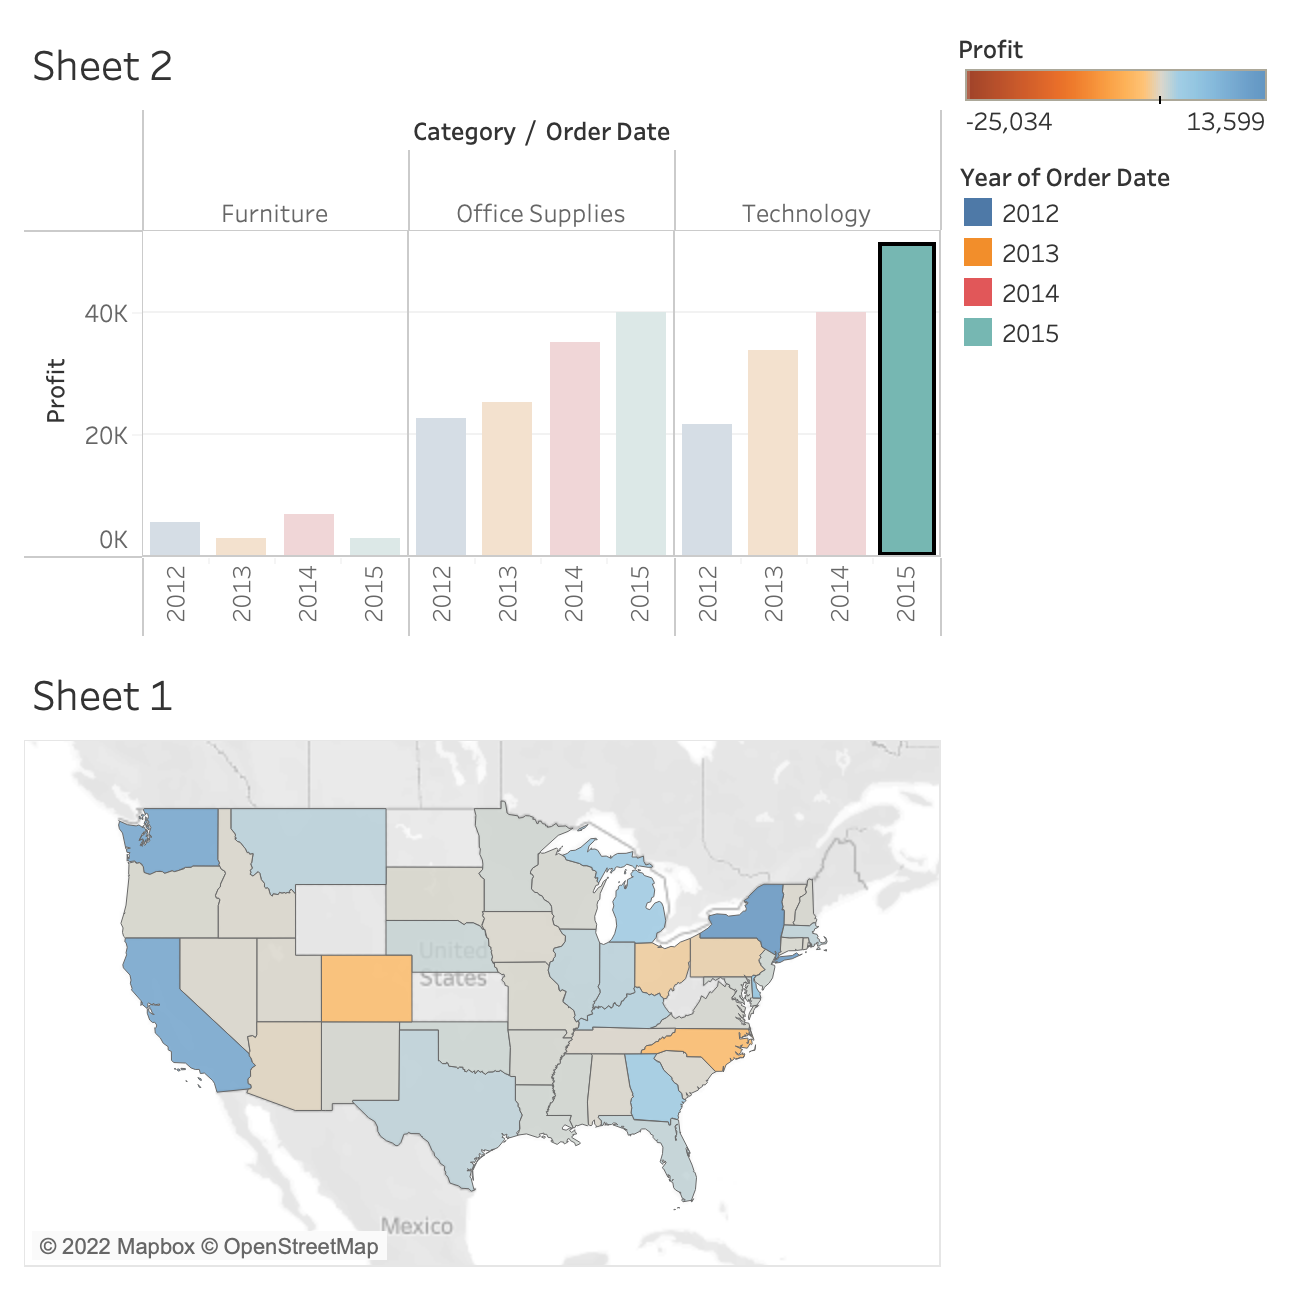 Sheet 2
Profit
-25,034 13,599
Category / Order Date
Year of Order Date
2012
2013
2014
2015
Furniture Office Supplies Technology
Profit
40K
20K
0K
2012 2013 2014 2015 2012 2013 2014 2015 2012 2013 2014 2015
Sheet 1
United
States
Mexico
© 2022 Mapbox © OpenStreetMap